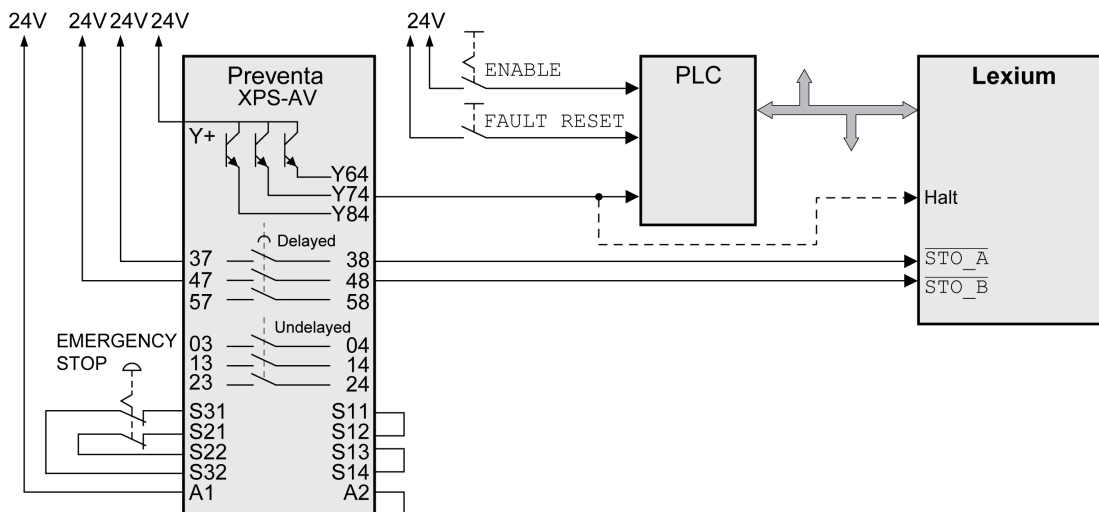 24V 24V 24V 24V 24V
Preventa
XPS-AV
Y+
Y64
Y74
Y84
Delayed
37 38
47 48
57 58
Undelayed
03 04
13 14
23 24
EMERGENCY
STOP
S31 S11
S21 S12
S22 S13
S32 S14
A1 A2
ENABLE
FAULT RESET
PLC
Lexium
Halt
STO_A
STO_B